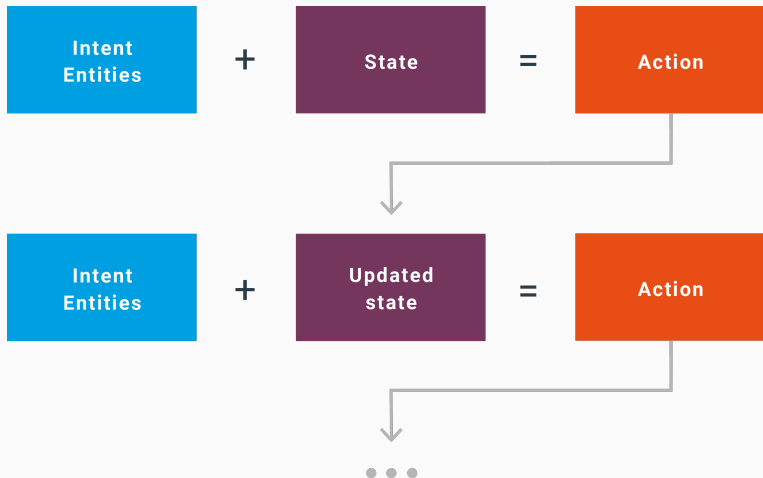 Intent
Entities
+
State
=
Action
Intent
Entities
+
Updated
state
=
Action